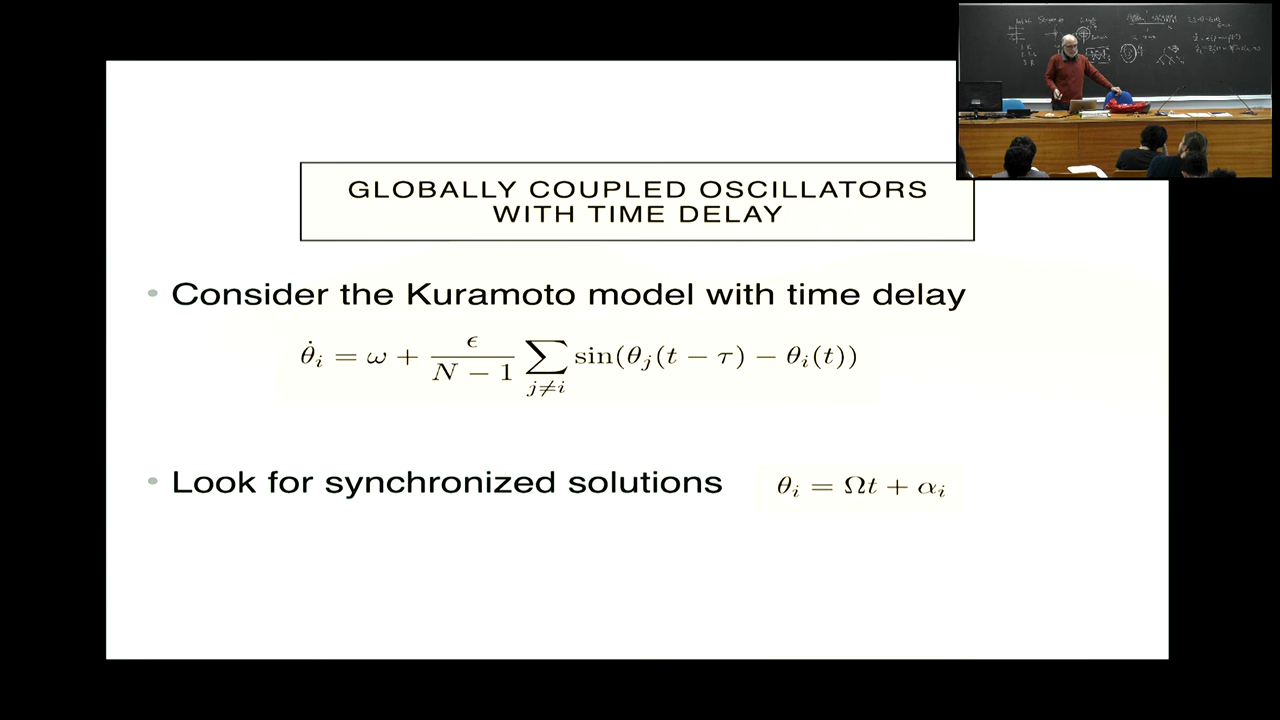 GLOBALLY COUPLED OSCILLATORS
WITH TIME DELAY
• Consider the Kuramoto model with time delay
θ̇ᵢ = ω + ϵ/(N − 1) ∑_{j≠i} sin(θⱼ(t − τ) − θᵢ(t))
• Look for synchronized solutions θᵢ = Ωt + αᵢ